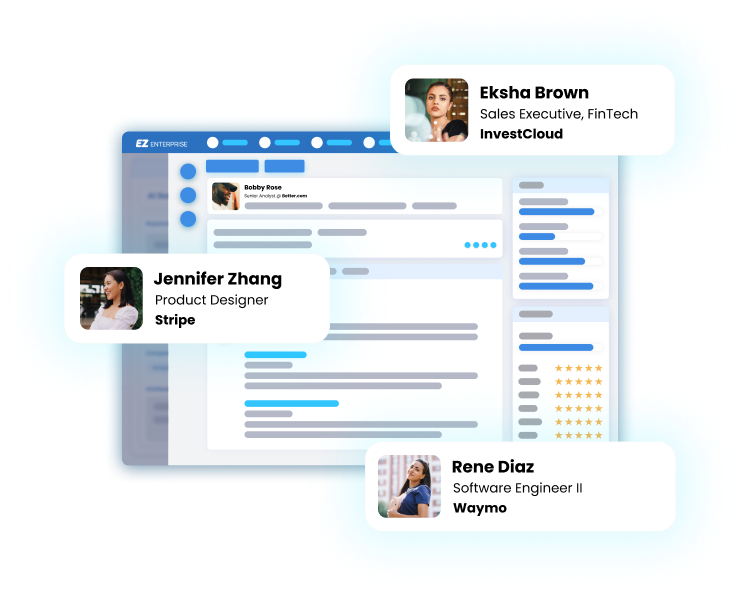 Eksha Brown
Sales Executive, FinTech
InvestCloud
EZ ENTERPRISE
Bobby Rose
Senior Analyst @ Better.com
Jennifer Zhang
Product Designer
Stripe
Rene Diaz
Software Engineer II
Waymo